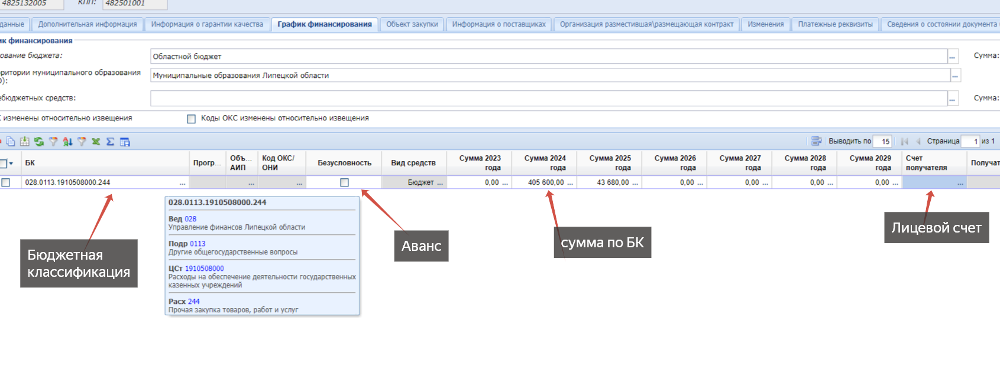 4825132005 КПП: 482501001
данные Дополнительная информация Информация о гарантии качества График финансирования Объект закупки Информация о поставщиках Организация разместившая\размещающая контракт Изменения Платежные реквизиты Сведения о состоянии документа
ик финансирования
ование бюджета: Областной бюджет ... Сумма:
ритории муниципального образования
О): Муниципальные образования Липецкой области ...
ебюджетных средств: ... Сумма:
К изменены относительно извещения Коды ОКС изменены относительно извещения
Выводить по 15 Страница 1 из 1
БК Прогр... Объ... АИП Код ОКС/ ОНИ Безусловность Вид средств Сумма 2023 года Сумма 2024 года Сумма 2025 года Сумма 2026 года Сумма 2027 года Сумма 2028 года Сумма 2029 года Счет получателя Получат
028.0113.1910508000.244 ... ... ... Бюджет ... 0,00 ... 405 600,00 ... 43 680,00 ... 0,00 ... 0,00 ... 0,00 ... 0,00 ... ...
028.0113.1910508000.244
Вед 028
Управление финансов Липецкой области
Подр 0113
Другие общегосударственные вопросы
ЦСт 1910508000
Расходы на обеспечение деятельности государственных
казенных учреждений
Расх 244
Прочая закупка товаров, работ и услуг
Бюджетная
классификация
Аванс
сумма по БК
Лицевой счет